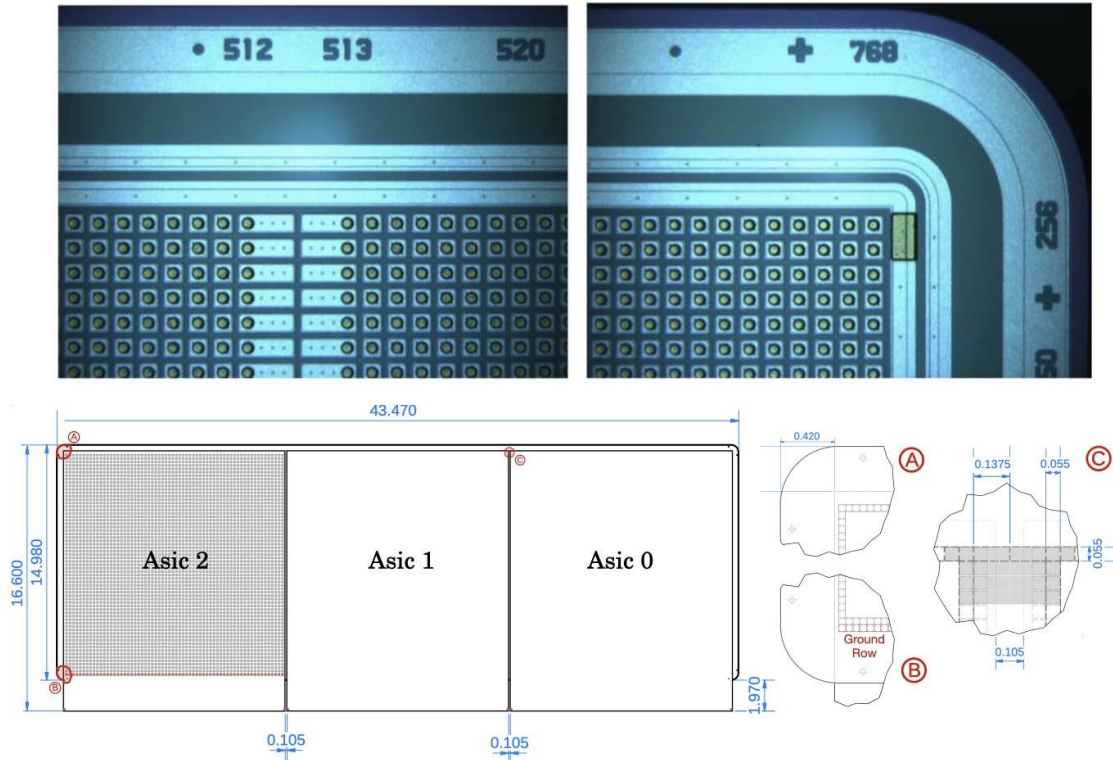 512 513 520
768
256
50
43.470
A
C
16.600
14.980
Asic 2
Asic 1
Asic 0
B
1.970
0.105
0.105
0.420
A
Ground
Row
B
C
0.1375
0.055
0.055
0.105